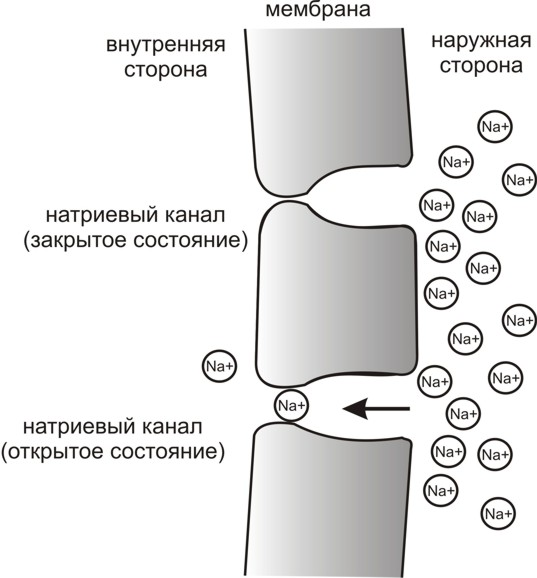 мембрана
внутренняя
сторона
наружная
сторона
Na+
Na+
Na+
Na+
Na+
натриевый канал
(закрытое состояние)
Na+
Na+
Na+
Na+
Na+
Na+
Na+
Na+
Na+
Na+
натриевый канал
(открытое состояние)
Na+
Na+
Na+
Na+